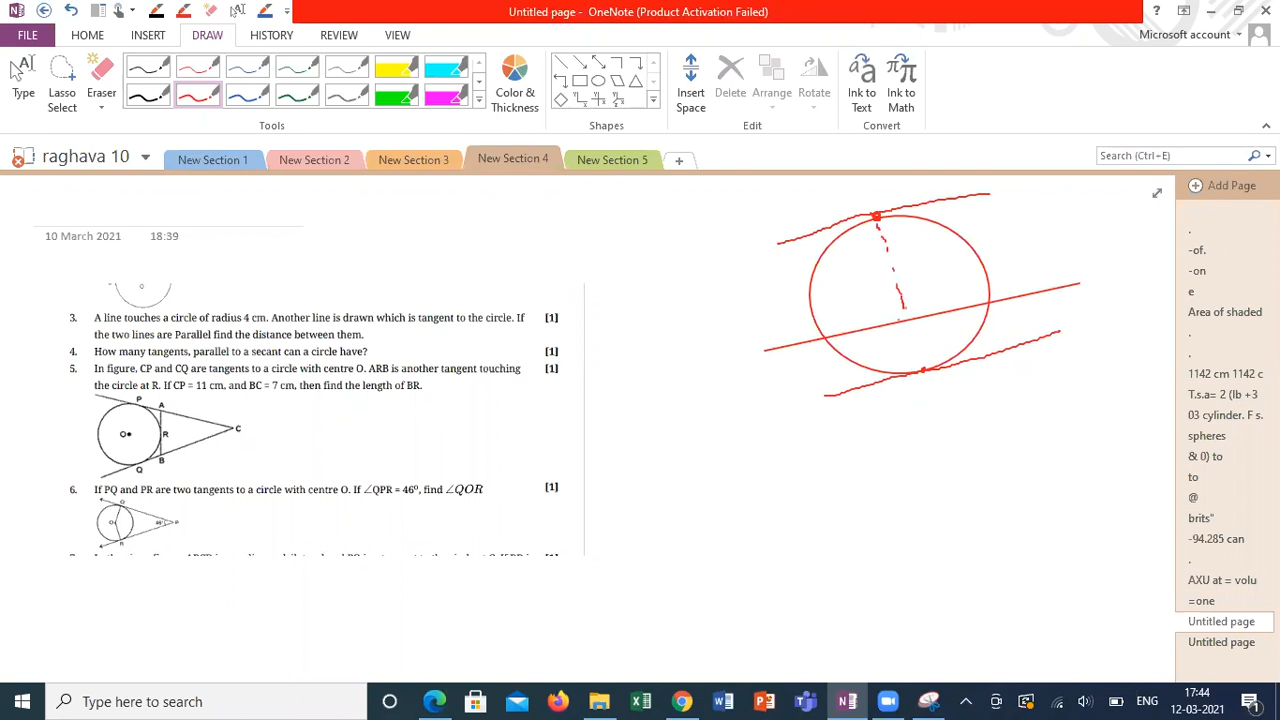 Untitled page - OneNote (Product Activation Failed)
FILE HOME INSERT DRAW HISTORY REVIEW VIEW
Microsoft account
Type
Lasso Select
Eraser
Color & Thickness
Insert Space
Delete
Arrange
Rotate
Ink to Text
Ink to Math
Tools
Shapes
Edit
Convert
raghava 10
New Section 1
New Section 2
New Section 3
New Section 4
New Section 5
Search (Ctrl+E)
10 March 2021 18:39
3. A line touches a circle of radius 4 cm. Another line is drawn which is tangent to the circle. If [1]
the two lines are Parallel find the distance between them.
4. How many tangents, parallel to a secant can a circle have? [1]
5. In figure, CP and CQ are tangents to a circle with centre O. ARB is another tangent touching [1]
the circle at R. If CP = 11 cm, and BC = 7 cm, then find the length of BR.
P
A
O
R
C
B
Q
6. If PQ and PR are two tangents to a circle with centre O. If ∠QPR = 46°, find ∠QOR [1]
46°
P
R
Add Page
.
-of.
-on
e
Area of shaded
.
.
1142 cm 1142 c
T.s.a= 2 (lb +3
03 cylinder. F s.
spheres
& 0) to
to
@
brits"
-94.285 can
.
AXU at = volu
=one
Untitled page
Untitled page
Type here to search
ENG
17:44
12-03-2021